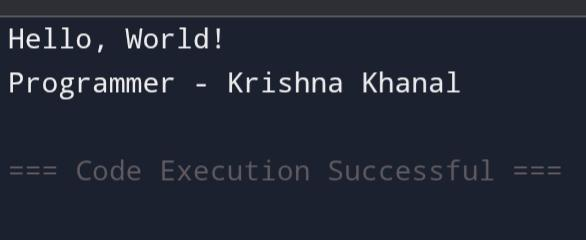 Hello, World!
Programmer - Krishna Khanal
=== Code Execution Successful ===